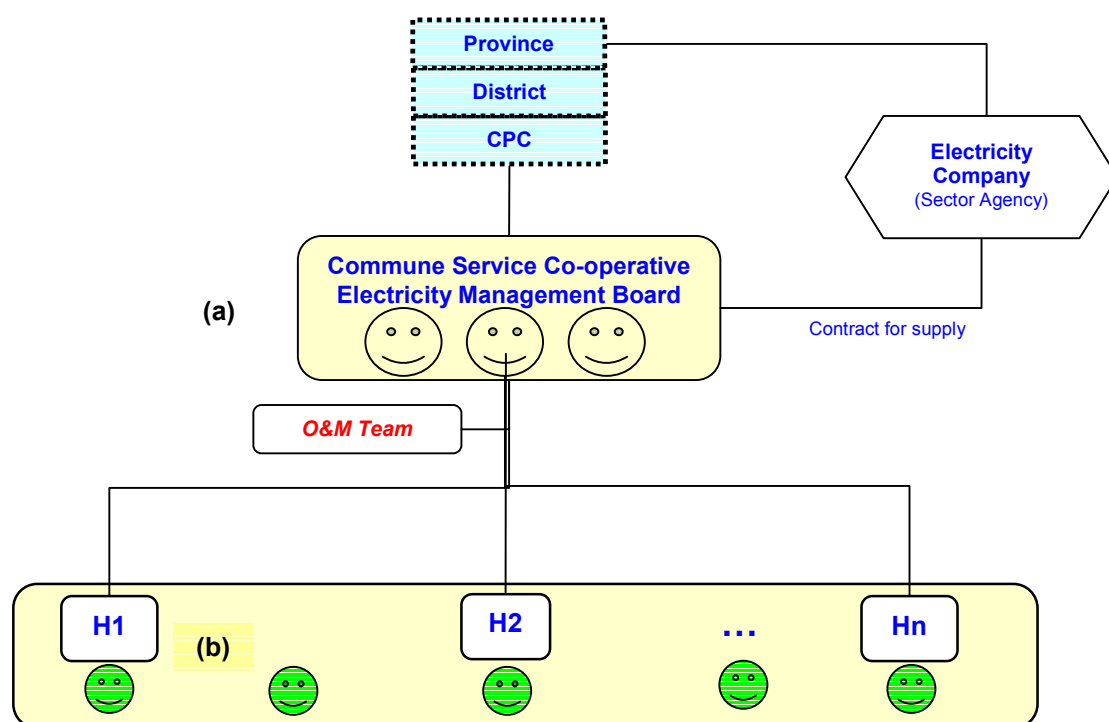 Province
District
CPC
Electricity
Company
(Sector Agency)
Commune Service Co-operative
Electricity Management Board
(a)
Contract for supply
O&M Team
H1
(b)
H2
...
Hn